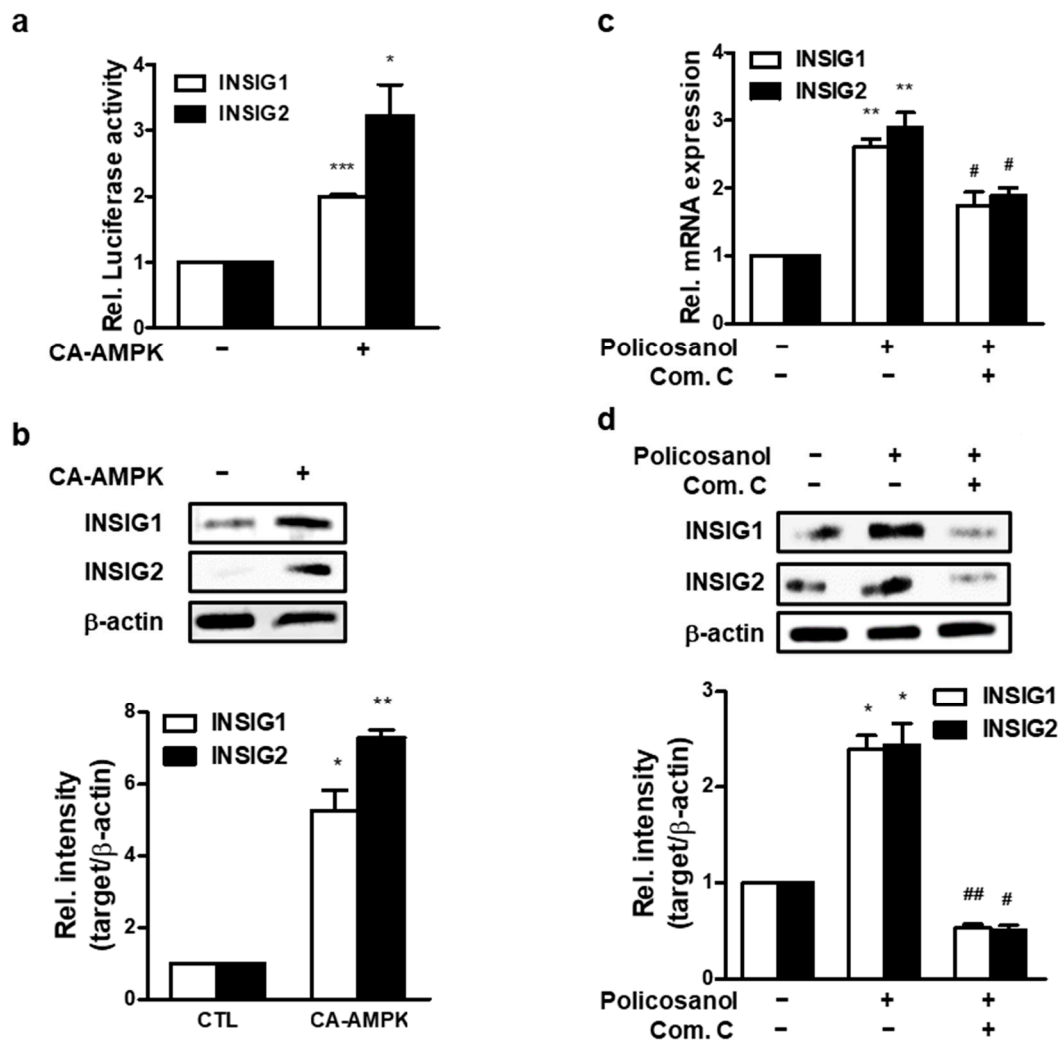 a
Rel. Luciferase activity
4
3
2
1
0
INSIG1
INSIG2
***
*
CA-AMPK - +
b
CA-AMPK - +
INSIG1
INSIG2
β-actin
Rel. intensity
(target/β-actin)
8
6
4
2
0
INSIG1
INSIG2
*
**
CTL CA-AMPK
c
Rel. mRNA expression
4
3
2
1
0
INSIG1
INSIG2
**
**
#
#
Policosanol - + +
Com. C - - +
d
Policosanol - + +
Com. C - - +
INSIG1
INSIG2
β-actin
Rel. intensity
(target/β-actin)
3
2
1
0
INSIG1
INSIG2
*
*
##
#
Policosanol - + +
Com. C - - +